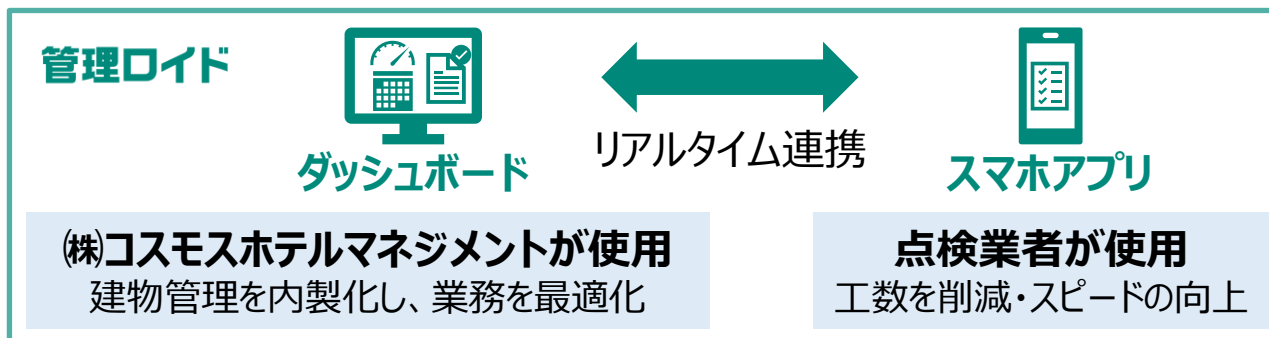 管理ロイド
リアルタイム連携
ダッシュボード
スマホアプリ
㈱コスモスホテルマネジメントが使用
建物管理を内製化し、業務を最適化
点検業者が使用
工数を削減・スピードの向上